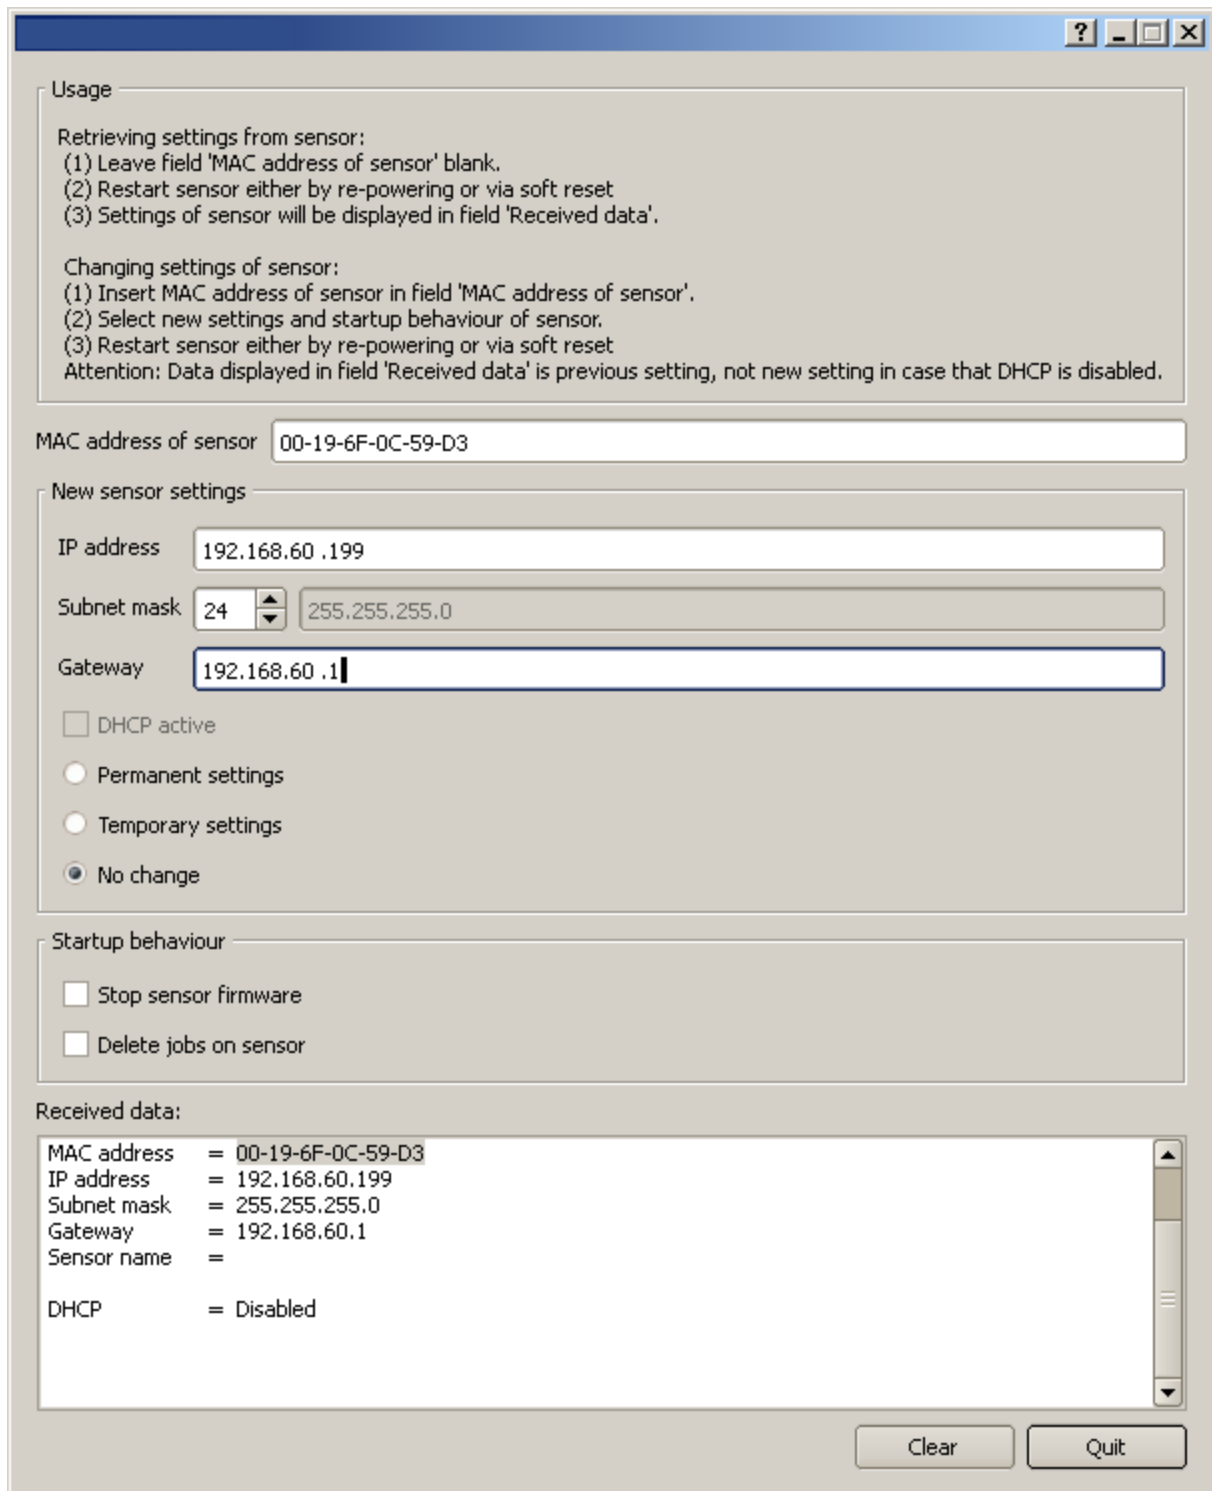 Usage
Retrieving settings from sensor:
(1) Leave field 'MAC address of sensor' blank.
(2) Restart sensor either by re-powering or via soft reset
(3) Settings of sensor will be displayed in field 'Received data'.
Changing settings of sensor:
(1) Insert MAC address of sensor in field 'MAC address of sensor'.
(2) Select new settings and startup behaviour of sensor.
(3) Restart sensor either by re-powering or via soft reset
Attention: Data displayed in field 'Received data' is previous setting, not new setting in case that DHCP is disabled.
MAC address of sensor 00-19-6F-0C-59-D3
New sensor settings
IP address 192.168.60 .199
Subnet mask 24 255.255.255.0
Gateway 192.168.60 .1
DHCP active
Permanent settings
Temporary settings
No change
Startup behaviour
Stop sensor firmware
Delete jobs on sensor
Received data:
MAC address = 00-19-6F-0C-59-D3
IP address = 192.168.60.199
Subnet mask = 255.255.255.0
Gateway = 192.168.60.1
Sensor name =
DHCP = Disabled
Clear Quit